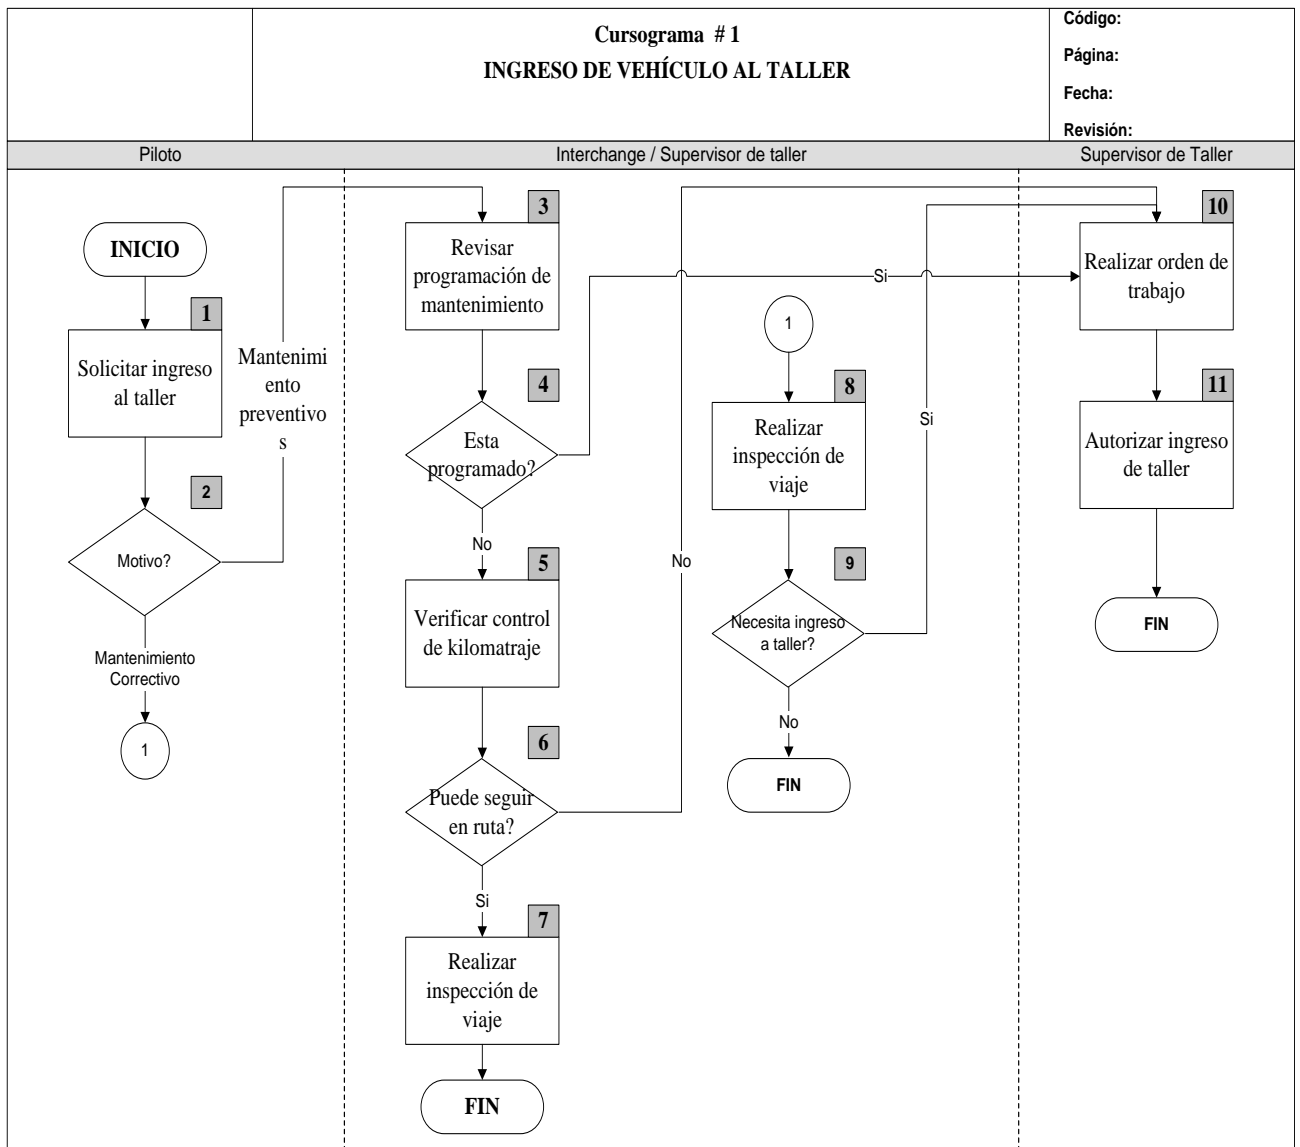 Cursograma # 1
INGRESO DE VEHÍCULO AL TALLER
Código:
Página:
Fecha:
Revisión:
Piloto
Interchange / Supervisor de taller
Supervisor de Taller
INICIO
1
Solicitar ingreso
al taller
2
Motivo?
Mantenimi
ento
preventivo
s
Mantenimiento
Correctivo
1
3
Revisar
programación de
mantenimiento
4
Esta
programado?
Si
No
5
Verificar control
de kilomatraje
6
Puede seguir
en ruta?
No
Si
7
Realizar
inspección de
viaje
FIN
1
8
Realizar
inspección de
viaje
9
Necesita ingreso
a taller?
Si
No
FIN
10
Realizar orden de
trabajo
11
Autorizar ingreso
de taller
FIN